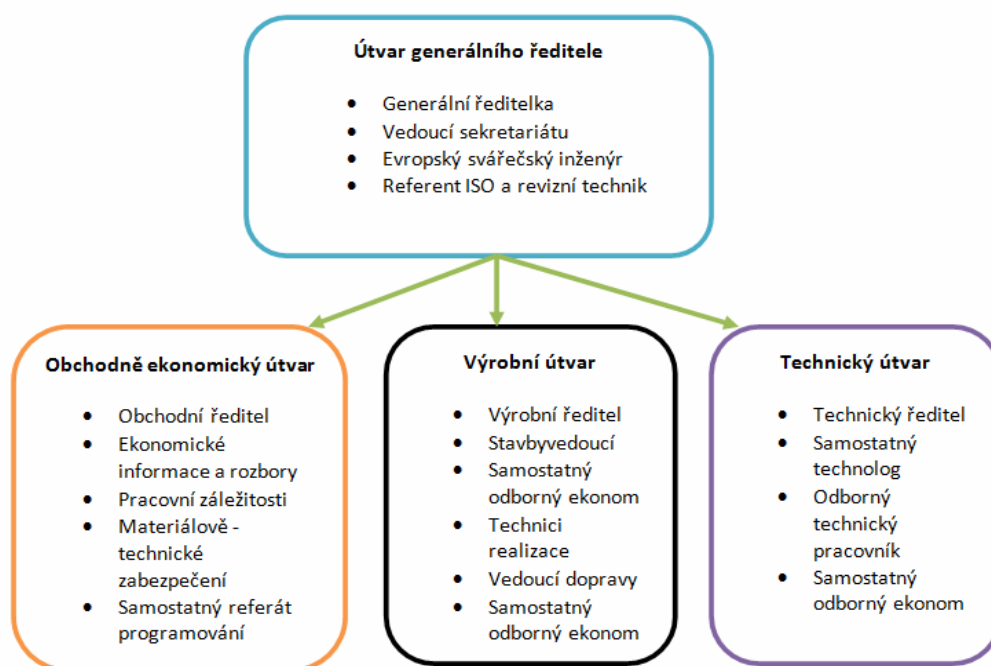 Útvar generálního ředitele
• Generální ředitelka
• Vedoucí sekretariátu
• Evropský svářečský inženýr
• Referent ISO a revizní technik
Obchodně ekonomický útvar
• Obchodní ředitel
• Ekonomické
informace a rozbory
• Pracovní záležitosti
• Materiálově -
technické
zabezpečení
• Samostatný referát
programování
Výrobní útvar
• Výrobní ředitel
• Stavbyvedoucí
• Samostatný
odborný ekonom
• Technici
realizace
• Vedoucí dopravy
• Samostatný
odborný ekonom
Technický útvar
• Technický ředitel
• Samostatný
technolog
• Odborný
technický
pracovník
• Samostatný
odborný ekonom